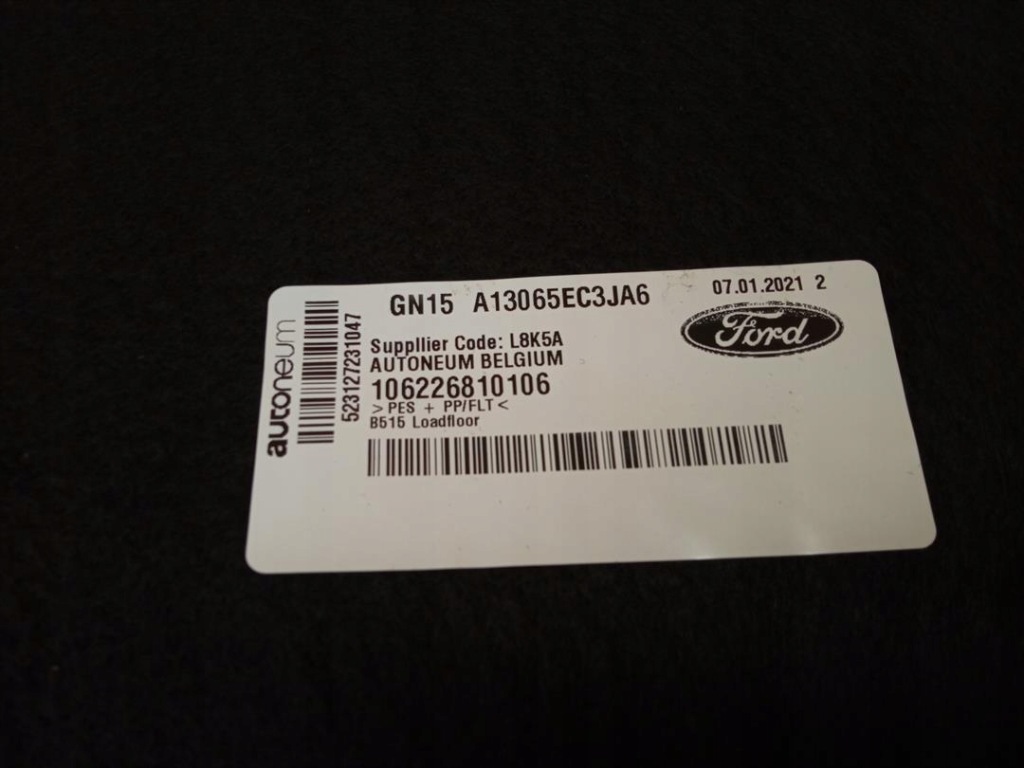 GN15 A13065EC3JA6
07.01.2021 2
Ford
autoneum
523127231047
Suppllier Code: L8K5A
AUTONEUM BELGIUM
106226810106
>PES + PP/FLT<
B515 Loadfloor